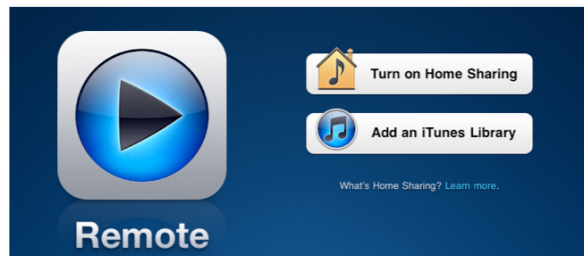 Turn on Home Sharing
Add an iTunes Library
What's Home Sharing? Learn more.
Remote